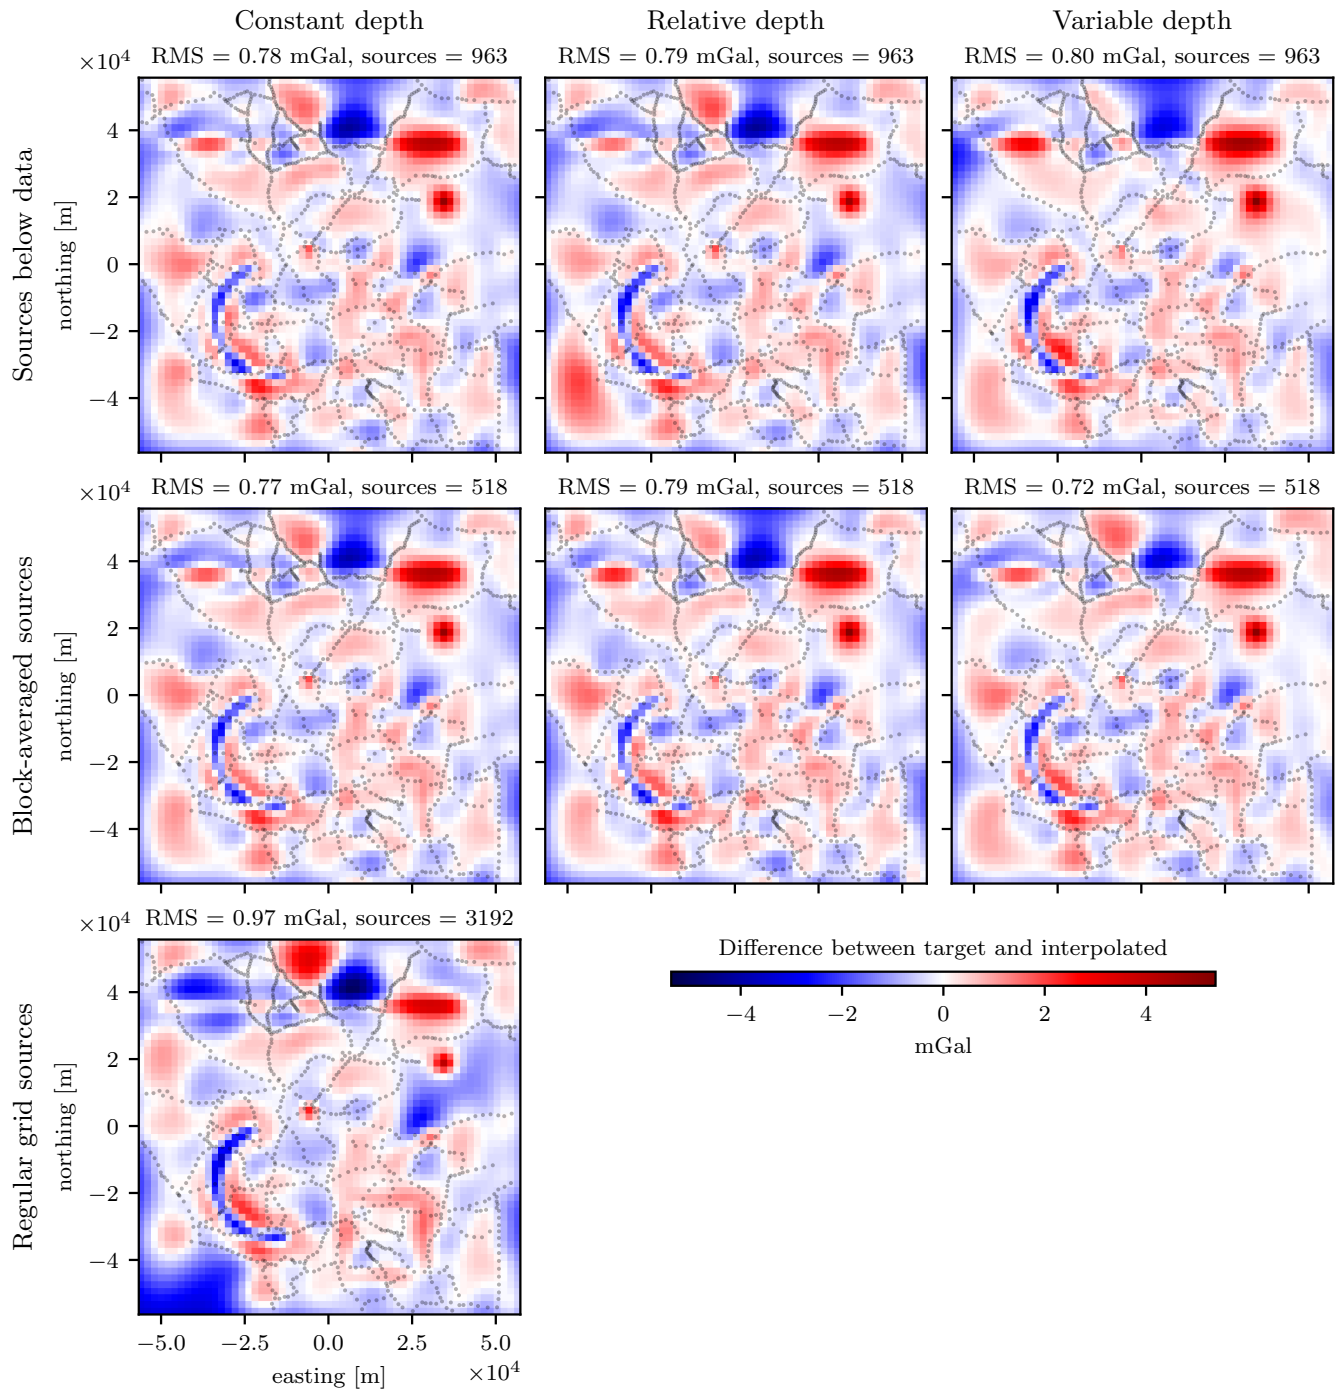 Constant depth
Relative depth
Variable depth
×10⁴
RMS = 0.78 mGal, sources = 963
RMS = 0.79 mGal, sources = 963
RMS = 0.80 mGal, sources = 963
Sources below data
northing [m]
4
2
0
−2
−4
×10⁴
RMS = 0.77 mGal, sources = 518
RMS = 0.79 mGal, sources = 518
RMS = 0.72 mGal, sources = 518
Block-averaged sources
northing [m]
4
2
0
−2
−4
×10⁴
RMS = 0.97 mGal, sources = 3192
Regular grid sources
northing [m]
4
2
0
−2
−4
−5.0 −2.5 0.0 2.5 5.0
easting [m]
×10⁴
Difference between target and interpolated
−4 −2 0 2 4
mGal